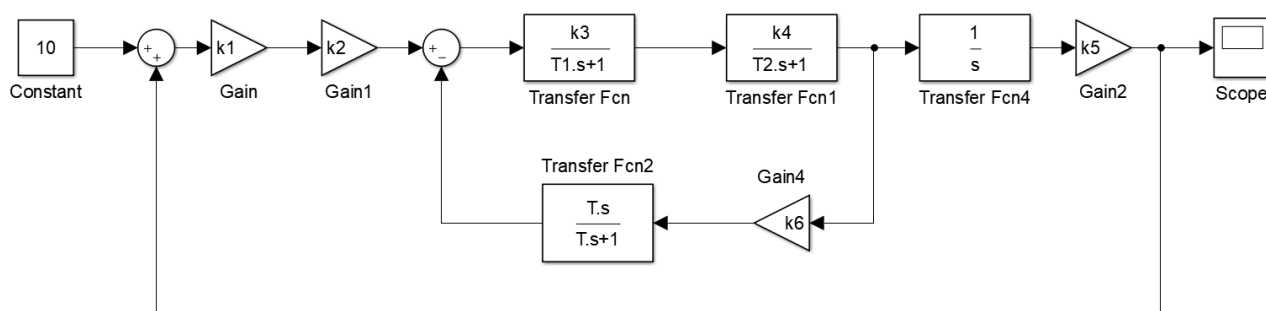 10
Constant
+
+
k1
Gain
k2
Gain1
+
−
k3
T1.s+1
Transfer Fcn
k4
T2.s+1
Transfer Fcn1
1
s
Transfer Fcn4
k5
Gain2
Scope
Transfer Fcn2
T.s
T.s+1
Gain4
k6